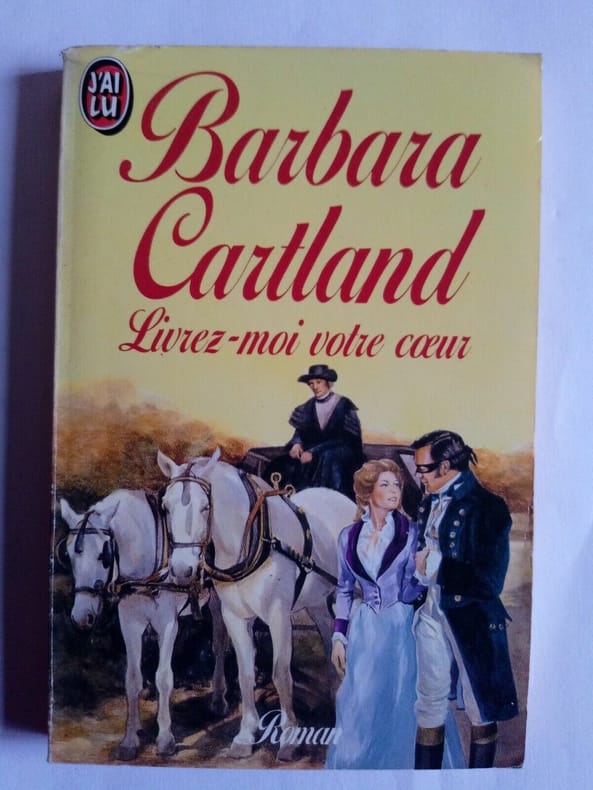 J'AI
LU
Barbara
Cartland
Livrez-moi votre cœur
Roman